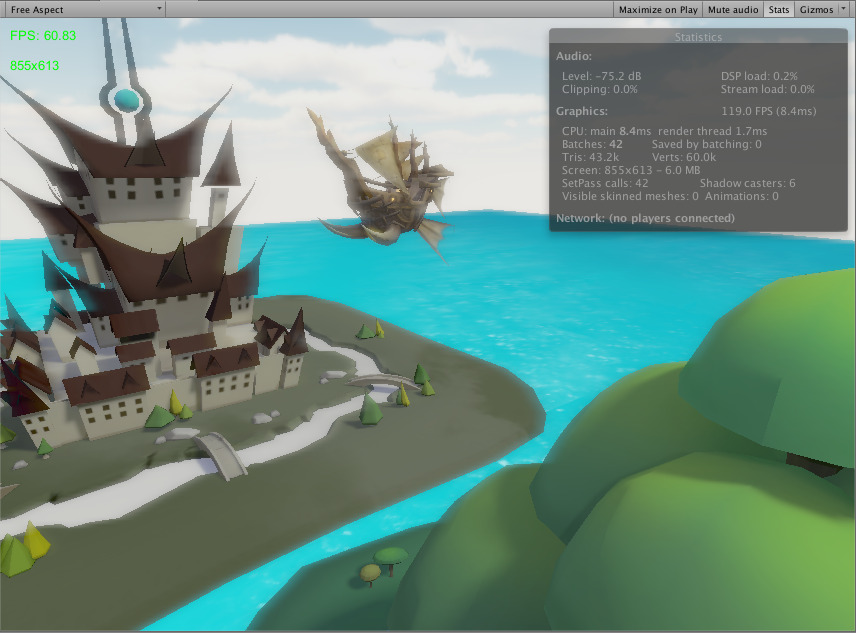 Free Aspect Maximize on Play Mute audio Stats Gizmos
FPS: 60.83
855x613
Statistics
Audio:
Level: -75.2 dB DSP load: 0.2%
Clipping: 0.0% Stream load: 0.0%
Graphics: 119.0 FPS (8.4ms)
CPU: main 8.4ms render thread 1.7ms
Batches: 42 Saved by batching: 0
Tris: 43.2k Verts: 60.0k
Screen: 855x613 - 6.0 MB
SetPass calls: 42 Shadow casters: 6
Visible skinned meshes: 0 Animations: 0
Network: (no players connected)